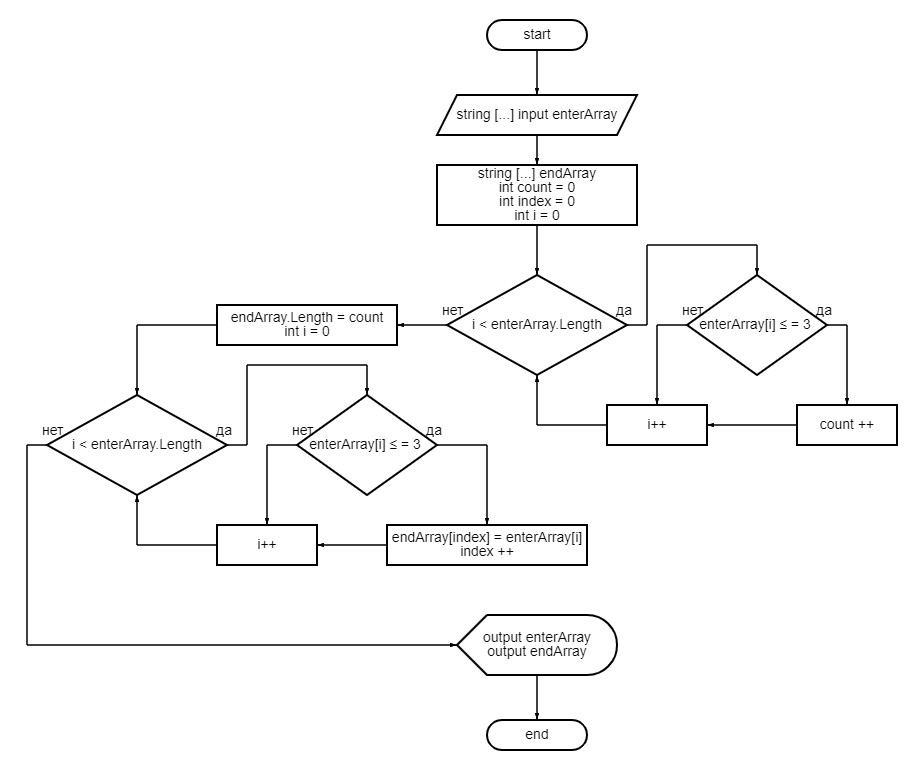 start
string [...] input enterArray
string [...] endArray
int count = 0
int index = 0
int i = 0
нет
i < enterArray.Length
да
нет
enterArray[i] ≤ = 3
да
endArray.Length = count
int i = 0
i++
count ++
нет
i < enterArray.Length
да
нет
enterArray[i] ≤ = 3
да
i++
endArray[index] = enterArray[i]
index ++
output enterArray
output endArray
end